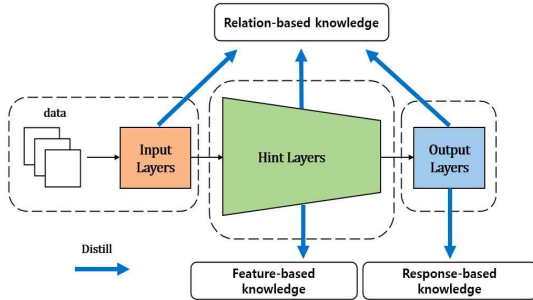 Relation-based knowledge
data
Input
Layers
Hint Layers
Output
Layers
Distill
Feature-based
knowledge
Response-based
knowledge